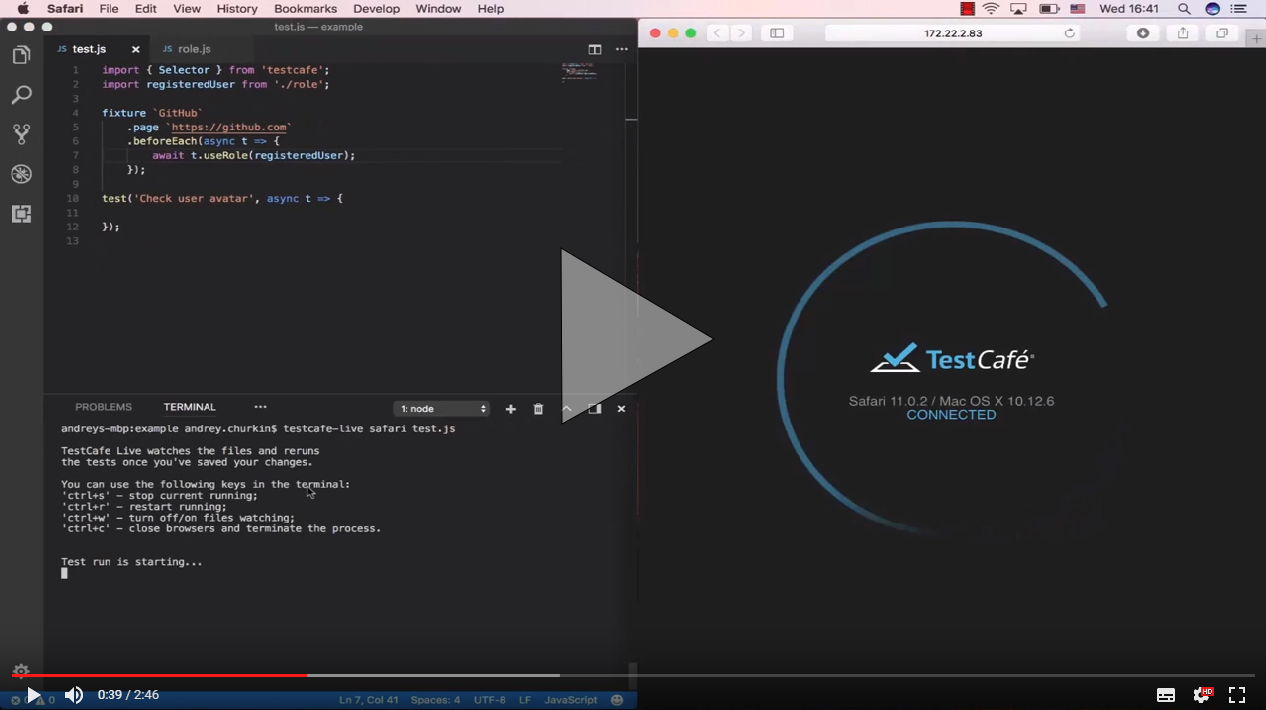 Safari File Edit View History Bookmarks Develop Window Help Wed 16:41
test.js — example
JS test.js × JS role.js
172.22.2.83
1 import { Selector } from 'testcafe';
2 import registeredUser from './role';
3
4 fixture `GitHub`
5 .page `https://github.com`
6 .beforeEach(async t => {
7 await t.useRole(registeredUser);
8 });
9
10 test('Check user avatar', async t => {
11
12 });
13
TestCafé
Safari 11.0.2 / Mac OS X 10.12.6
CONNECTED
PROBLEMS TERMINAL ••• 1: node
andreys-mbp:example andrey.churkin$ testcafe-live safari test.js
TestCafe Live watches the files and reruns
the tests once you've saved your changes.
You can use the following keys in the terminal:
'ctrl+s' - stop current running;
'ctrl+r' - restart running;
'ctrl+w' - turn off/on files watching;
'ctrl+c' - close browsers and terminate the process.
Test run is starting...
0:39 / 2:46
HD
0 Ln 7, Col 41 Spaces: 4 UTF-8 LF JavaScript